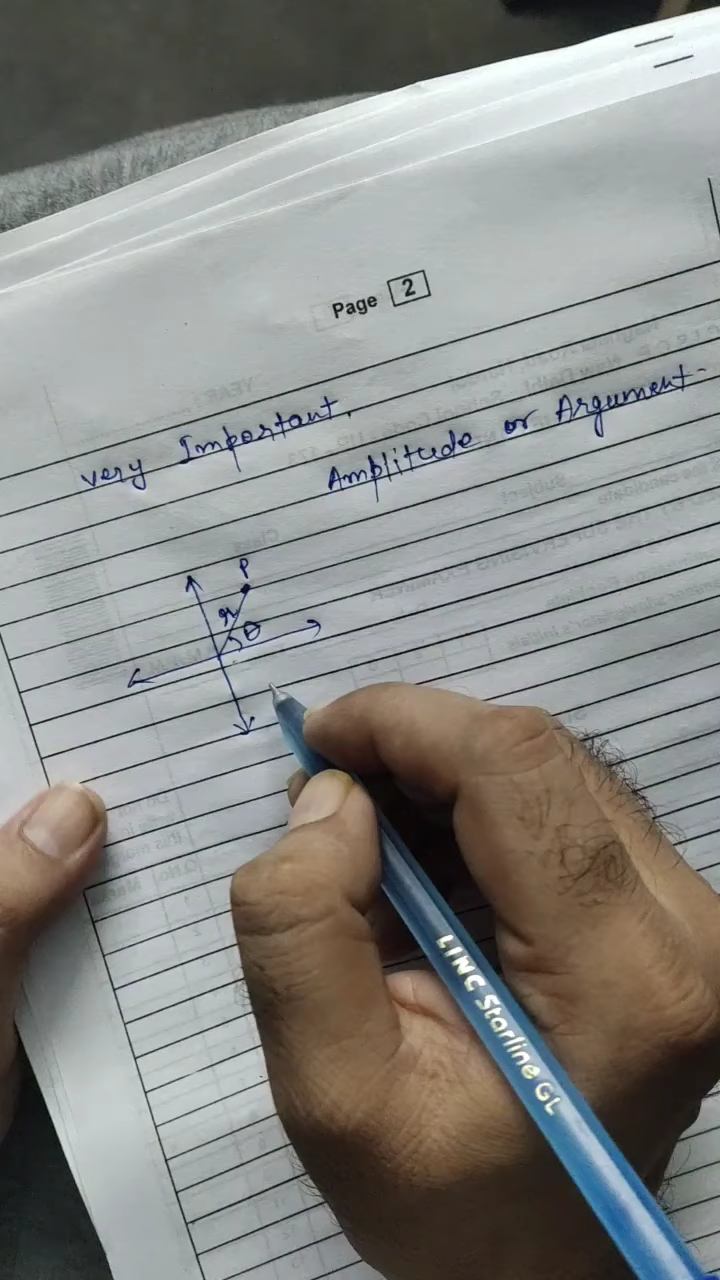 Page 2
very Important.
Amplitude or Argument-
P
r
θ
LINC Starline GL